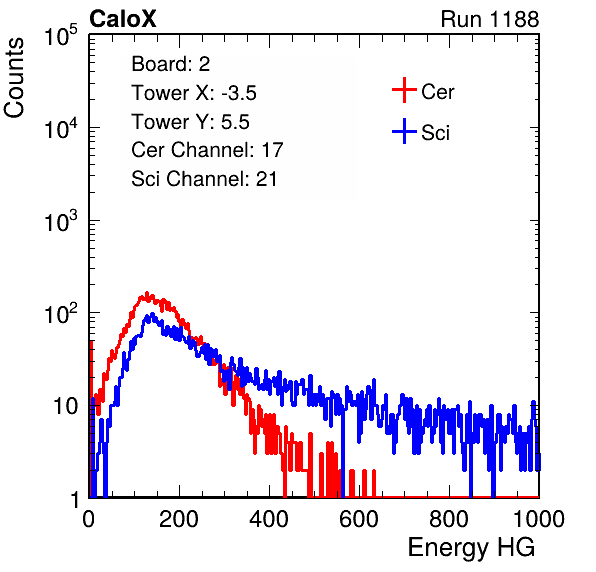 CaloX Run 1188
Counts
10^5
10^4
10^3
10^2
10
1
Board: 2
Tower X: -3.5
Tower Y: 5.5
Cer Channel: 17
Sci Channel: 21
Cer
Sci
0 200 400 600 800 1000
Energy HG